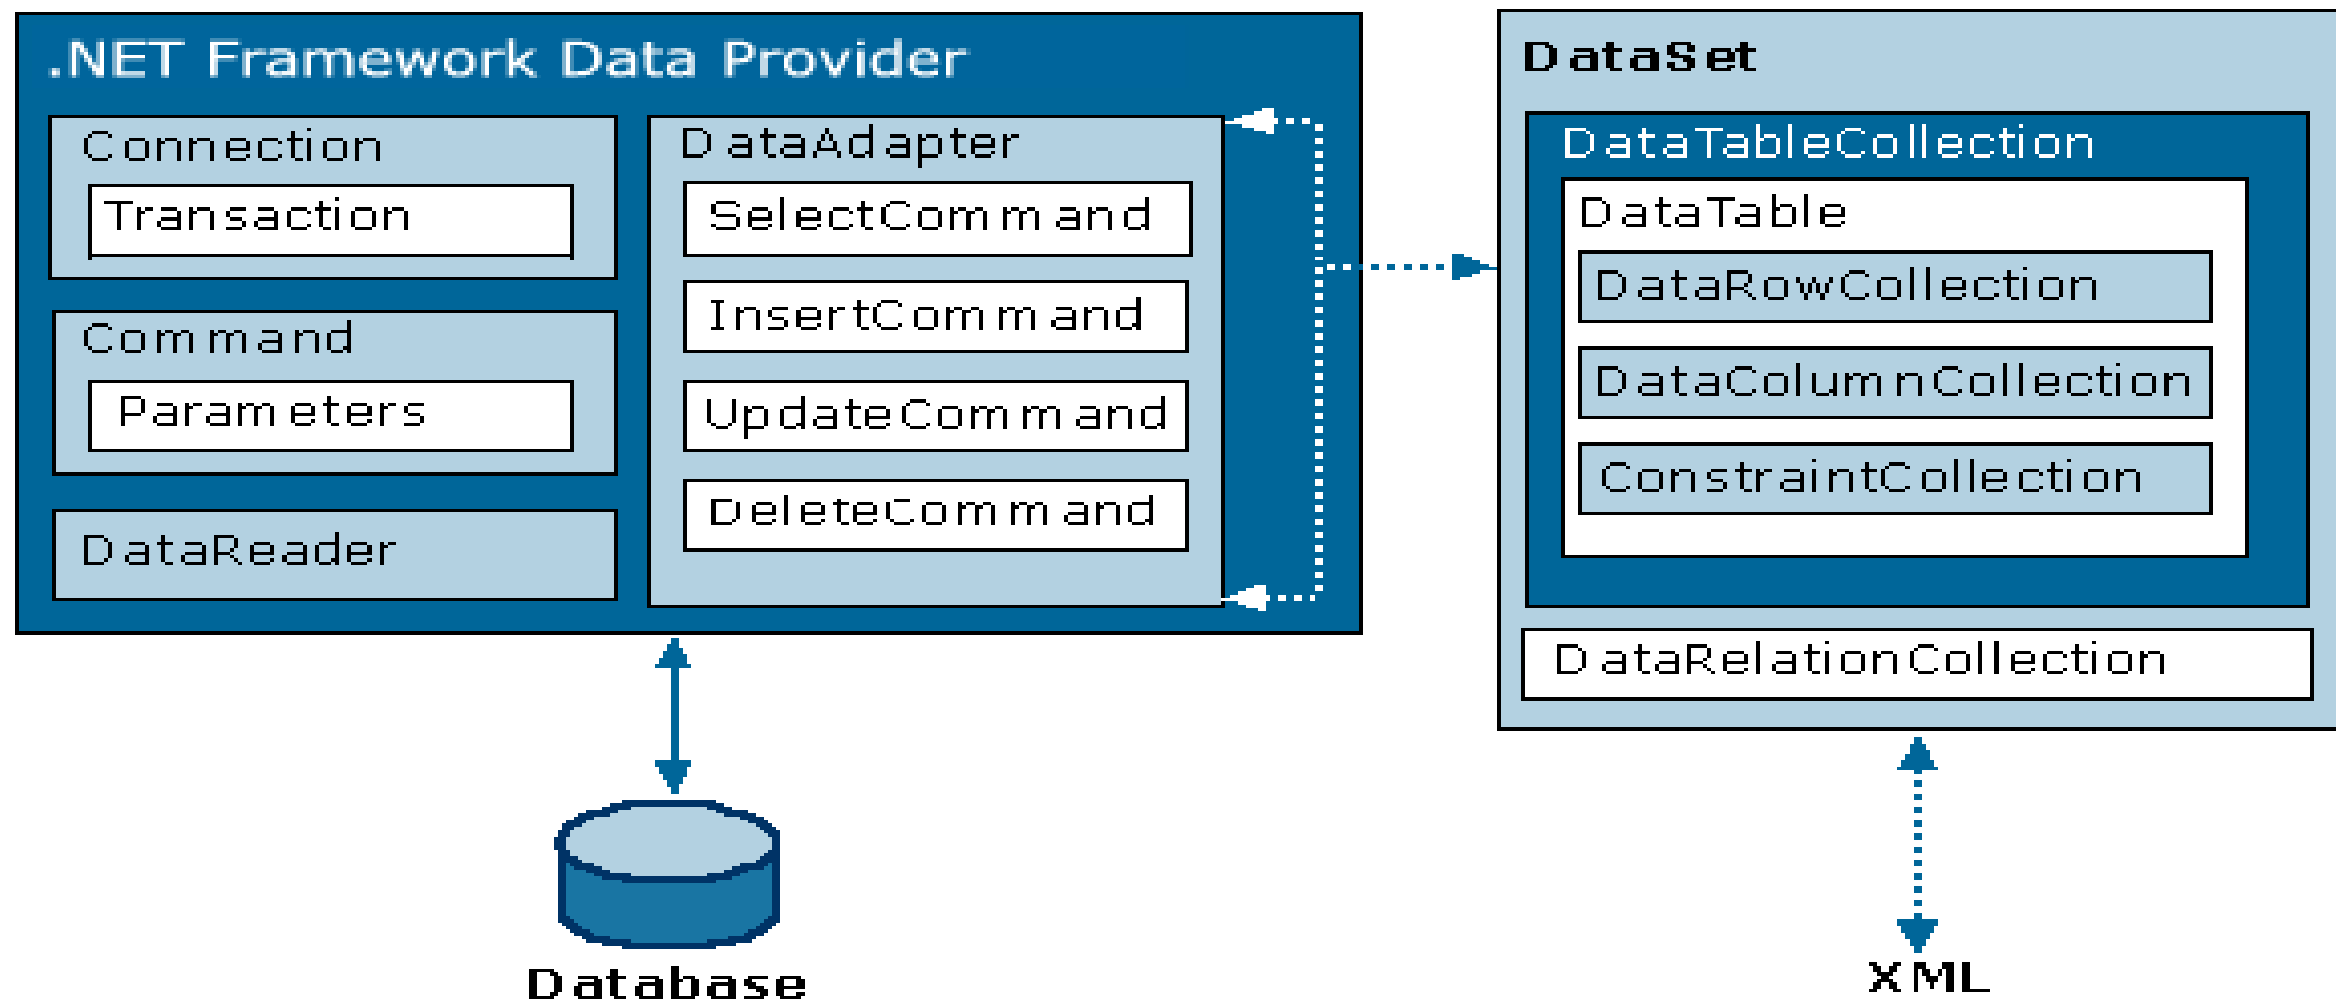 .NET Framework Data Provider
Connection
Transaction
Command
Parameters
DataReader
DataAdapter
SelectCommand
InsertCommand
UpdateCommand
DeleteCommand
Database
DataSet
DataTableCollection
DataTable
DataRowCollection
DataColumnCollection
ConstraintCollection
DataRelationCollection
XML